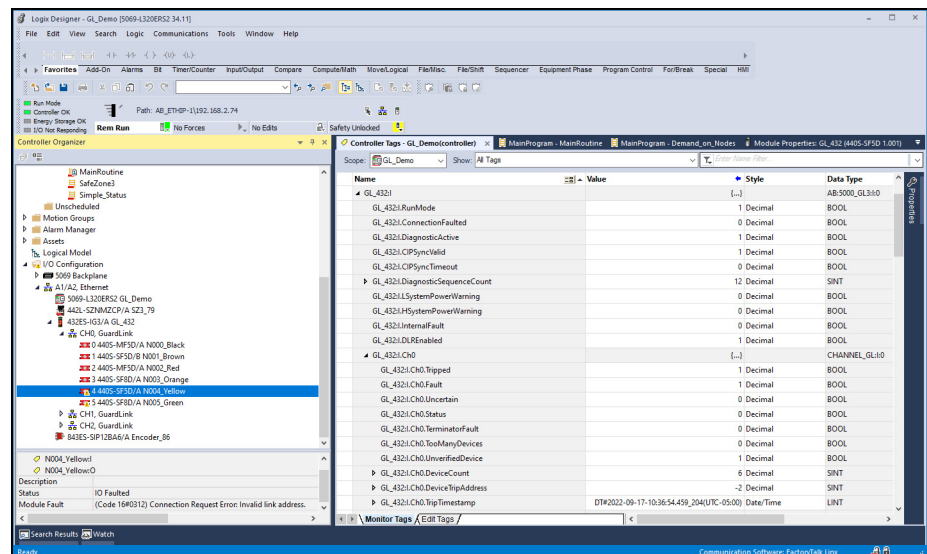 Logix Designer - GL_Demo [5069-L320ERS2 34.11]
File Edit View Search Logic Communications Tools Window Help
Favorites Add-On Alarms Bit Timer/Counter Input/Output Compare Compute/Math Move/Logical File/Misc. File/Shift Sequencer Equipment Phase Program Control For/Break Special HMI
Run Mode
Controller OK
Energy Storage OK
I/O Not Responding
Path: AB_ETHIP-1\192.168.2.74
Rem Run No Forces No Edits Safety Unlocked
Controller Organizer
MainRoutine
SafeZone3
Simple_Status
Unscheduled
Motion Groups
Alarm Manager
Assets
Logical Model
I/O Configuration
5069 Backplane
A1/A2, Ethernet
5069-L320ERS2 GL_Demo
442L-SZNMZCP/A SZ3_79
432ES-IG3/A GL_432
CH0, GuardLink
0 440S-MF5D/A N000_Black
1 440S-SF5D/B N001_Brown
2 440S-MF5D/A N002_Red
3 440S-SF8D/A N003_Orange
4 440S-SF5D/A N004_Yellow
5 440S-SF8D/A N005_Green
CH1, GuardLink
CH2, GuardLink
843ES-SIP12BA6/A Encoder_86
N004_Yellow:I
N004_Yellow:O
Description
Status IO Faulted
Module Fault (Code 16#0312) Connection Request Error: Invalid link address.
Controller Tags - GL_Demo(controller) MainProgram - MainRoutine MainProgram - Demand_on_Nodes Module Properties: GL_432 (440S-SF5D 1.001)
Scope: GL_Demo Show: All Tags Enter Name Filter...
Name Value Style Data Type
GL_432:I {...} AB:5000_GL3:I:0
GL_432:I.RunMode 1 Decimal BOOL
GL_432:I.ConnectionFaulted 0 Decimal BOOL
GL_432:I.DiagnosticActive 1 Decimal BOOL
GL_432:I.CIPSyncValid 1 Decimal BOOL
GL_432:I.CIPSyncTimeout 0 Decimal BOOL
GL_432:I.DiagnosticSequenceCount 12 Decimal SINT
GL_432:I.LSystemPowerWarning 0 Decimal BOOL
GL_432:I.HSystemPowerWarning 0 Decimal BOOL
GL_432:I.InternalFault 0 Decimal BOOL
GL_432:I.DLREnabled 1 Decimal BOOL
GL_432:I.Ch0 {...} CHANNEL_GL:I:0
GL_432:I.Ch0.Tripped 1 Decimal BOOL
GL_432:I.Ch0.Fault 1 Decimal BOOL
GL_432:I.Ch0.Uncertain 0 Decimal BOOL
GL_432:I.Ch0.Status 0 Decimal BOOL
GL_432:I.Ch0.TerminatorFault 0 Decimal BOOL
GL_432:I.Ch0.TooManyDevices 0 Decimal BOOL
GL_432:I.Ch0.UnverifiedDevice 1 Decimal BOOL
GL_432:I.Ch0.DeviceCount 6 Decimal SINT
GL_432:I.Ch0.DeviceTripAddress -2 Decimal SINT
GL_432:I.Ch0.TripTimestamp DT#2022-09-17-10:36:54.459_204(UTC-05:00) Date/Time LINT
Monitor Tags Edit Tags
Properties
Search Results Watch
Ready Communication Software: FactoryTalk Linx